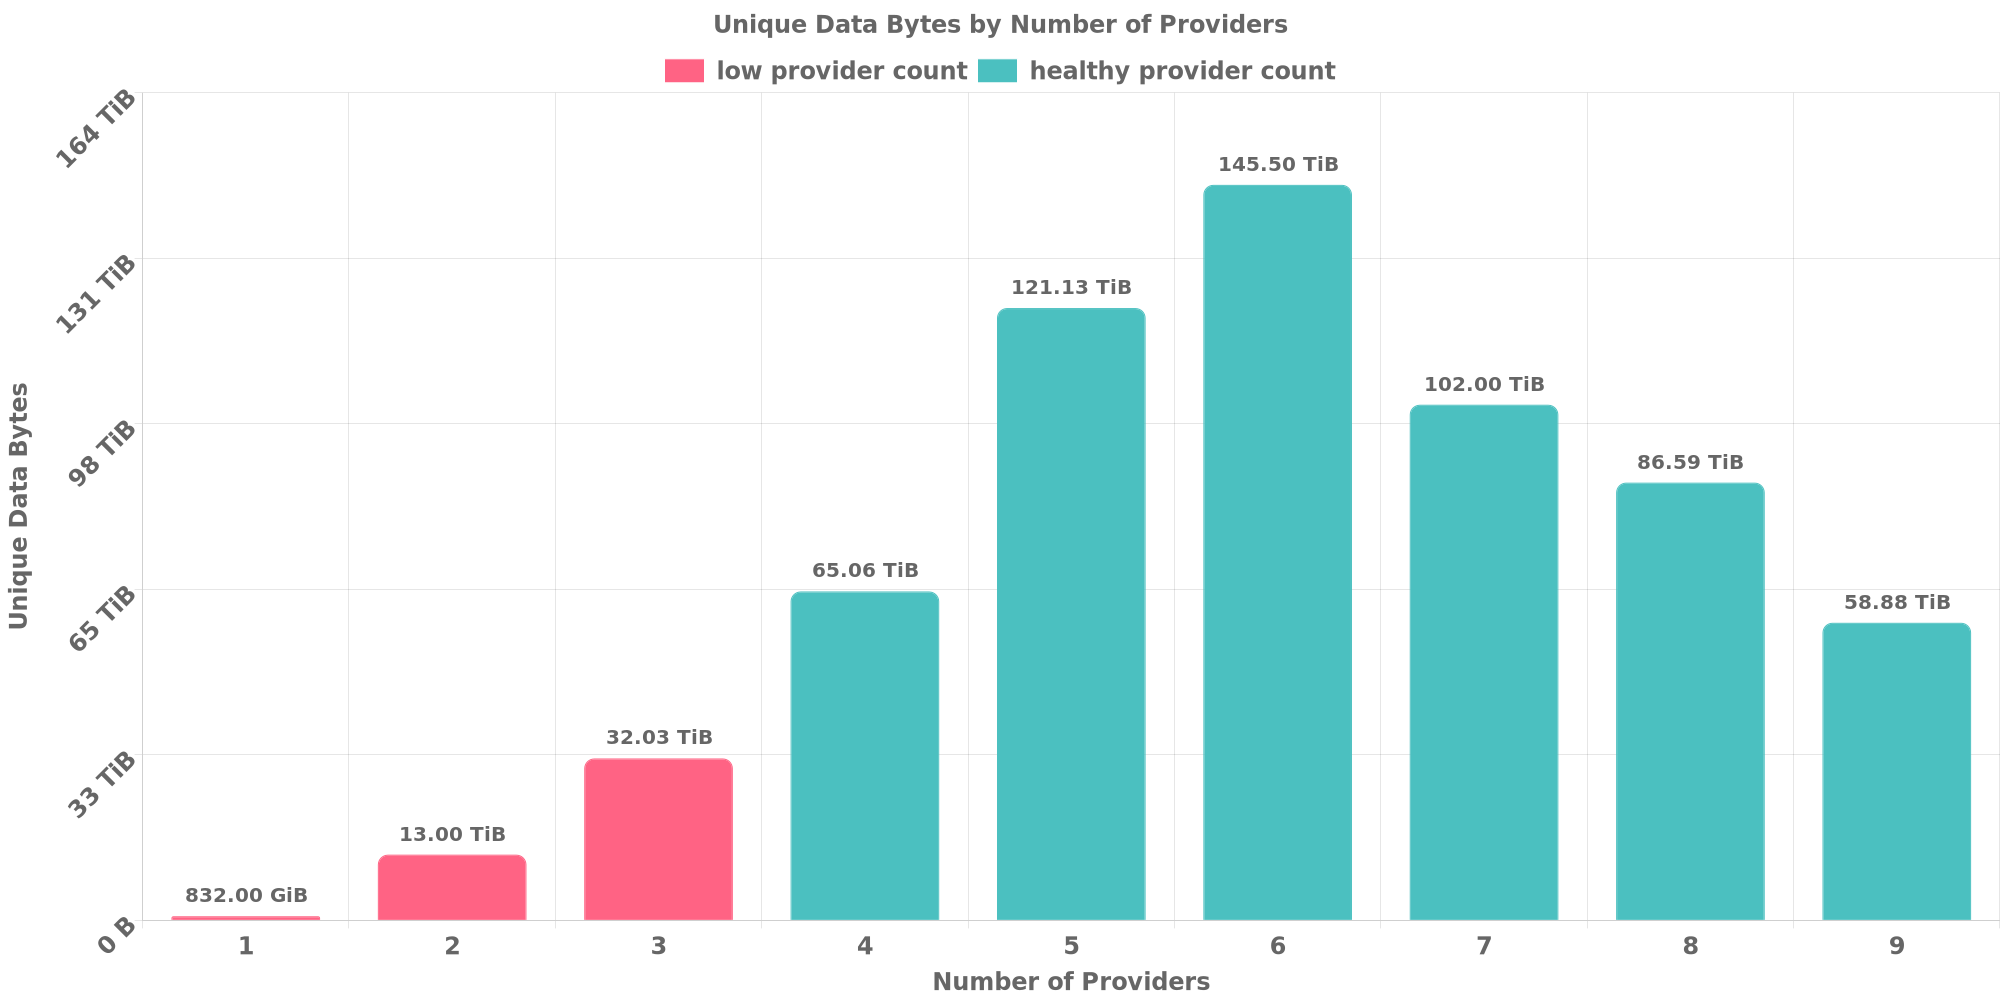 Unique Data Bytes by Number of Providers
low provider count
healthy provider count
164 TiB
131 TiB
98 TiB
65 TiB
33 TiB
0 B
Unique Data Bytes
832.00 GiB
13.00 TiB
32.03 TiB
65.06 TiB
121.13 TiB
145.50 TiB
102.00 TiB
86.59 TiB
58.88 TiB
1 2 3 4 5 6 7 8 9
Number of Providers